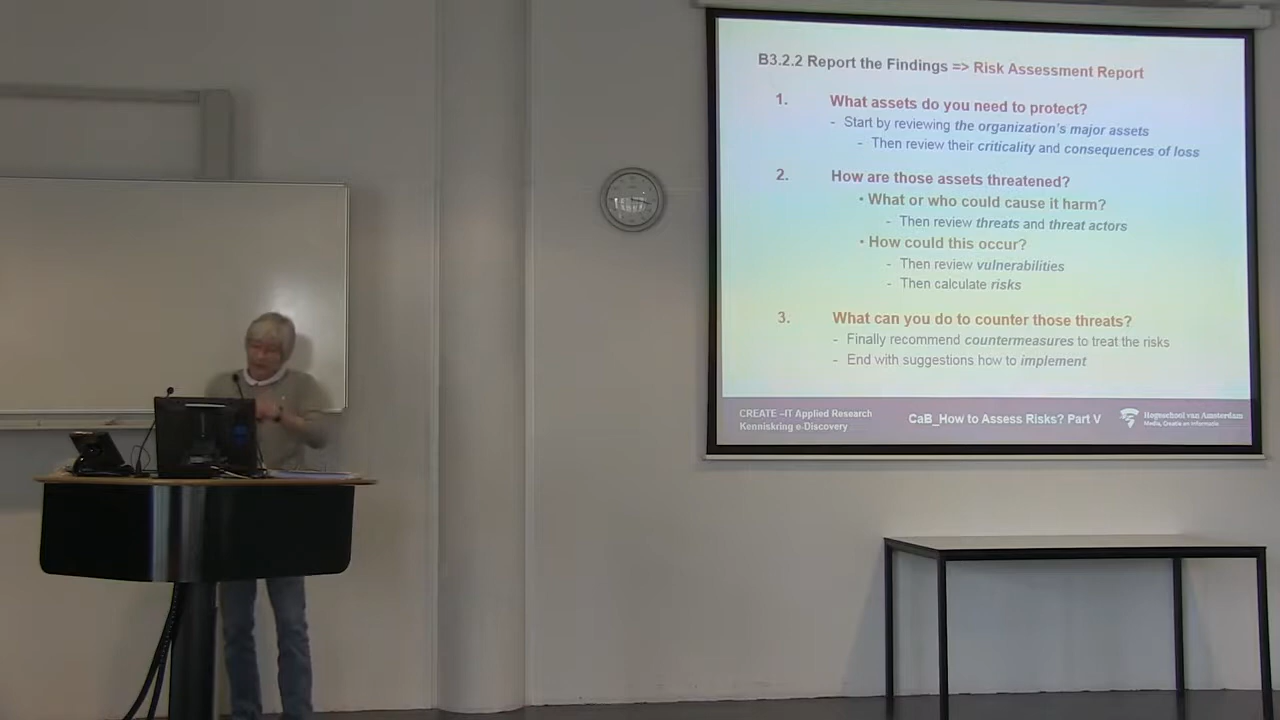 B3.2.2 Report the Findings => Risk Assessment Report
1. What assets do you need to protect?
- Start by reviewing the organization's major assets
- Then review their criticality and consequences of loss
2. How are those assets threatened?
• What or who could cause it harm?
- Then review threats and threat actors
• How could this occur?
- Then review vulnerabilities
- Then calculate risks
3. What can you do to counter those threats?
- Finally recommend countermeasures to treat the risks
- End with suggestions how to implement
CREATE –IT Applied Research
Kenniskring e-Discovery
CaB_How to Assess Risks? Part V
Hogeschool van Amsterdam
Media, Creatie en Informatie